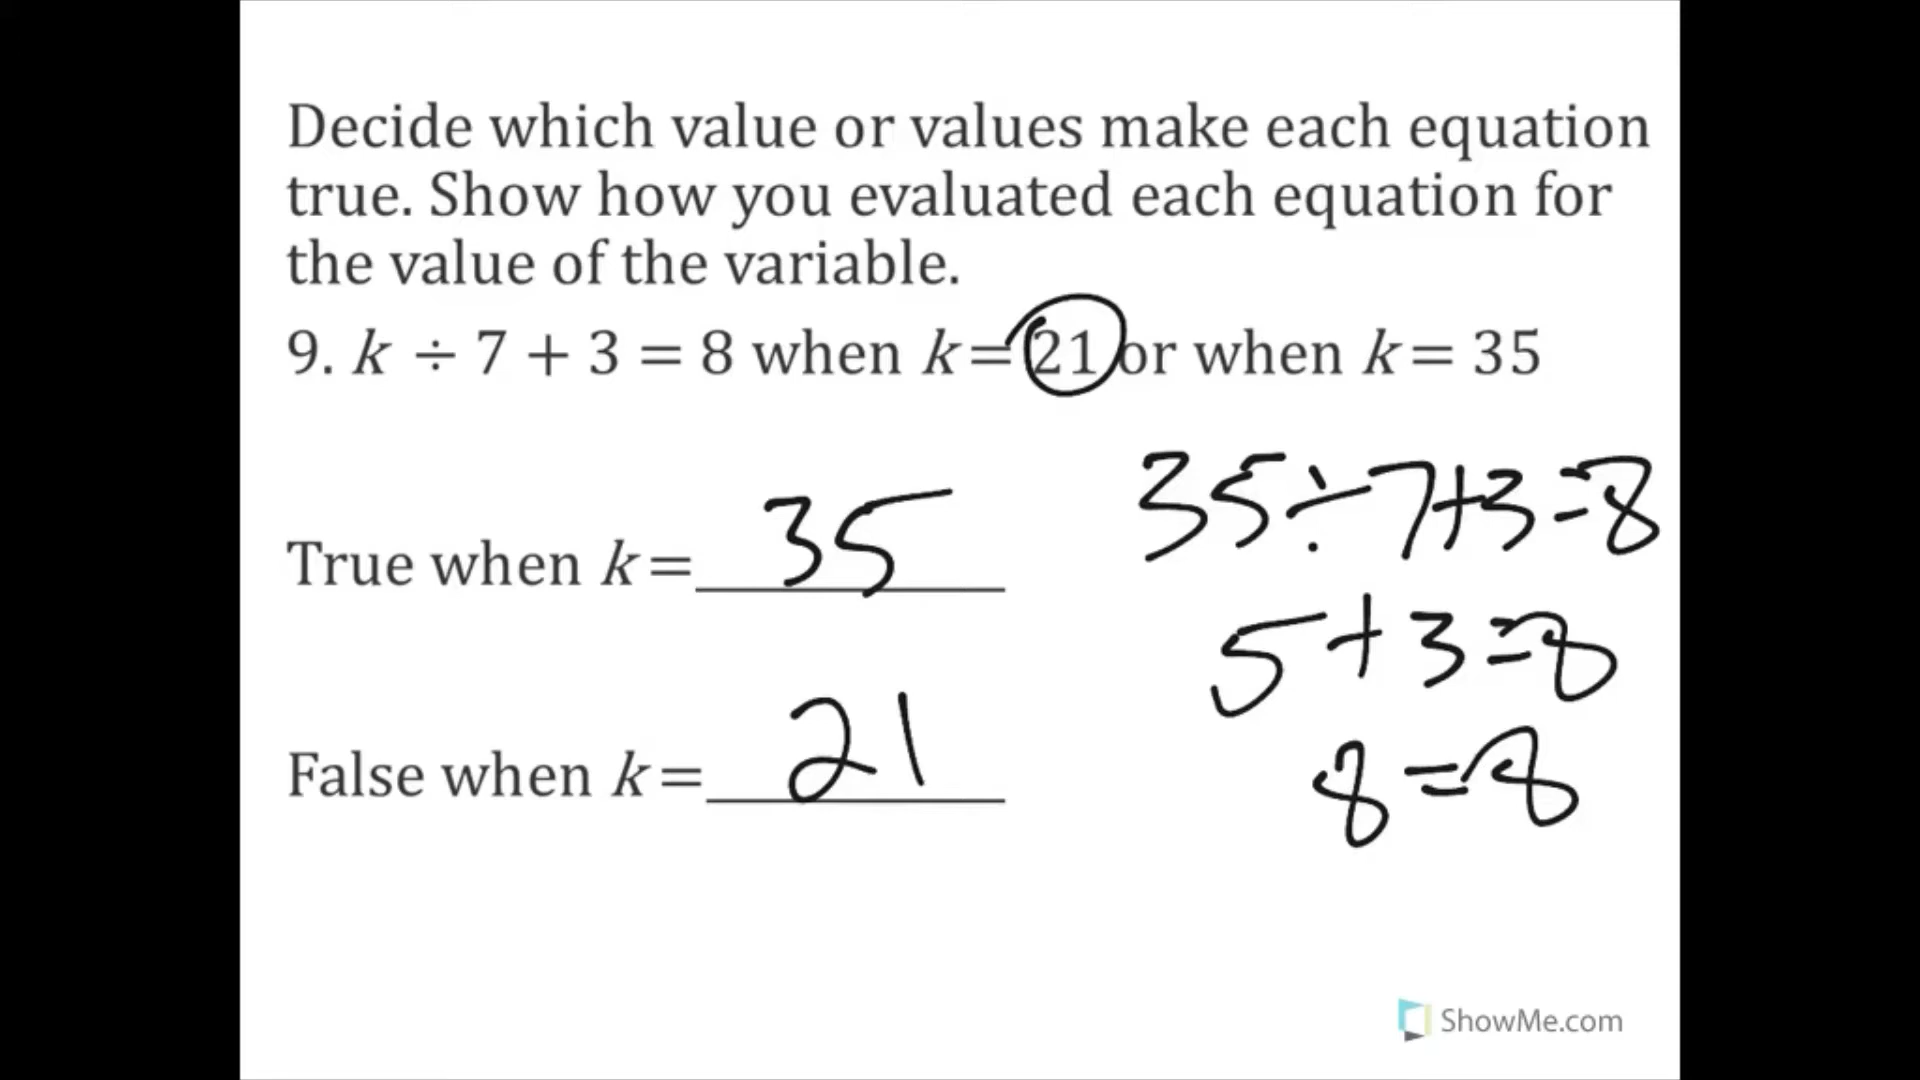 Decide which value or values make each equation
true. Show how you evaluated each equation for
the value of the variable.
9. k ÷ 7 + 3 = 8 when k = 21 or when k = 35
35÷7+3=8
True when k = 35
5+3=8
False when k = 21
8=8
ShowMe.com